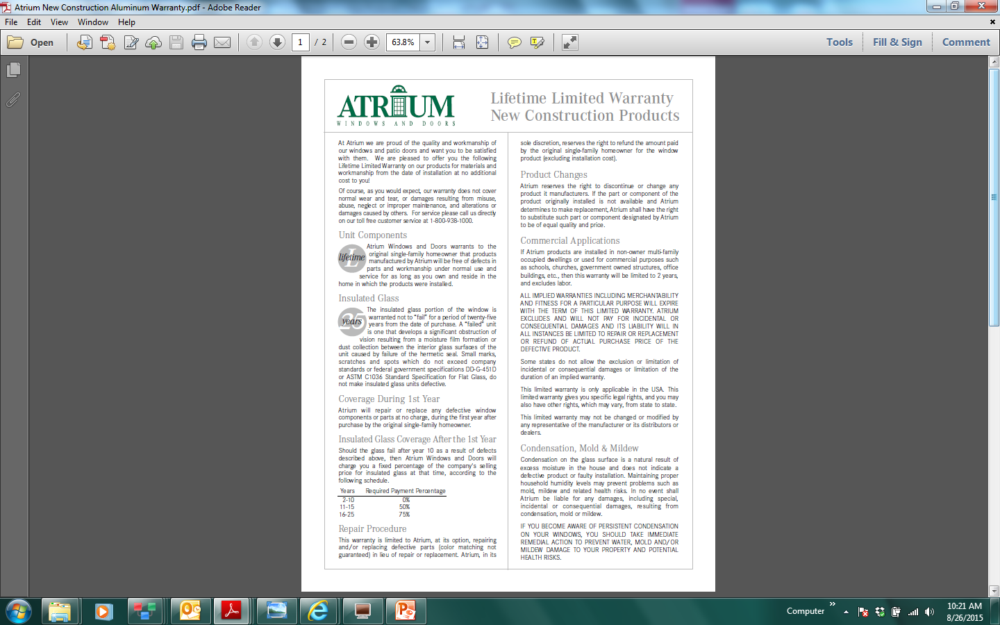 Atrium New Construction Aluminum Warranty.pdf - Adobe Reader
File Edit View Window Help
Open 1 / 2 63.8% Tools Fill & Sign Comment
ATRIUM
WINDOWS AND DOORS
Lifetime Limited Warranty
New Construction Products
At Atrium we are proud of the quality and workmanship of
our windows and patio doors and want you to be satisfied
with them. We are pleased to offer you the following
Lifetime Limited Warranty on our products for materials and
workmanship from the date of installation at no additional
cost to you!
Of course, as you would expect, our warranty does not cover
normal wear and tear, or damages resulting from misuse,
abuse, neglect or improper maintenance, and alterations or
damages caused by others. For service please call us directly
on our toll free customer service at 1-800-938-1000.
Unit Components
L
lifetime
Atrium Windows and Doors warrants to the
original single-family homeowner that products
manufactured by Atrium will be free of defects in
parts and workmanship under normal use and
service for as long as you own and reside in the
home in which the products were installed.
Insulated Glass
25
years
The insulated glass portion of the window is
warranted not to "fail" for a period of twenty-five
years from the date of purchase. A "failed" unit
is one that develops a significant obstruction of
vision resulting from a moisture film formation or
dust collection between the interior glass surfaces of the
unit caused by failure of the hermetic seal. Small marks,
scratches and spots which do not exceed company
standards or federal government specifications DD-G-451D
or ASTM C1036 Standard Specification for Flat Glass, do
not make insulated glass units defective.
Coverage During 1st Year
Atrium will repair or replace any defective window
components or parts at no charge, during the first year after
purchase by the original single-family homeowner.
Insulated Glass Coverage After the 1st Year
Should the glass fail after year 10 as a result of defects
described above, then Atrium Windows and Doors will
charge you a fixed percentage of the company's selling
price for insulated glass at that time, according to the
following schedule.
Years Required Payment Percentage
2-10 0%
11-15 50%
16-25 75%
Repair Procedure
This warranty is limited to Atrium, at its option, repairing
and/or replacing defective parts (color matching not
guaranteed) in lieu of repair or replacement. Atrium, in its
sole discretion, reserves the right to refund the amount paid
by the original single-family homeowner for the window
product (excluding installation cost).
Product Changes
Atrium reserves the right to discontinue or change any
product it manufacturers. If the part or component of the
product originally installed is not available and Atrium
determines to make replacement, Atrium shall have the right
to substitute such part or component designated by Atrium
to be of equal quality and price.
Commercial Applications
If Atrium products are installed in non-owner multi-family
occupied dwellings or used for commercial purposes such
as schools, churches, government owned structures, office
buildings, etc., then this warranty will be limited to 2 years,
and excludes labor.
ALL IMPLIED WARRANTIES INCLUDING MERCHANTABILITY
AND FITNESS FOR A PARTICULAR PURPOSE WILL EXPIRE
WITH THE TERM OF THIS LIMITED WARRANTY. ATRIUM
EXCLUDES AND WILL NOT PAY FOR INCIDENTAL OR
CONSEQUENTIAL DAMAGES AND ITS LIABILITY WILL IN
ALL INSTANCES BE LIMITED TO REPAIR OR REPLACEMENT
OR REFUND OF ACTUAL PURCHASE PRICE OF THE
DEFECTIVE PRODUCT.
Some states do not allow the exclusion or limitation of
incidental or consequential damages or limitation of the
duration of an implied warranty.
This limited warranty is only applicable in the USA. This
limited warranty gives you specific legal rights, and you may
also have other rights, which may vary, from state to state.
This limited warranty may not be changed or modified by
any representative of the manufacturer or its distributors or
dealers.
Condensation, Mold & Mildew
Condensation on the glass surface is a natural result of
excess moisture in the house and does not indicate a
defective product or faulty installation. Maintaining proper
household humidity levels may prevent problems such as
mold, mildew and related health risks. In no event shall
Atrium be liable for any damages, including special,
incidental or consequential damages, resulting from
condensation, mold or mildew.
IF YOU BECOME AWARE OF PERSISTENT CONDENSATION
ON YOUR WINDOWS, YOU SHOULD TAKE IMMEDIATE
REMEDIAL ACTION TO PREVENT WATER, MOLD AND/OR
MILDEW DAMAGE TO YOUR PROPERTY AND POTENTIAL
HEALTH RISKS.
Computer
10:21 AM
8/26/2015